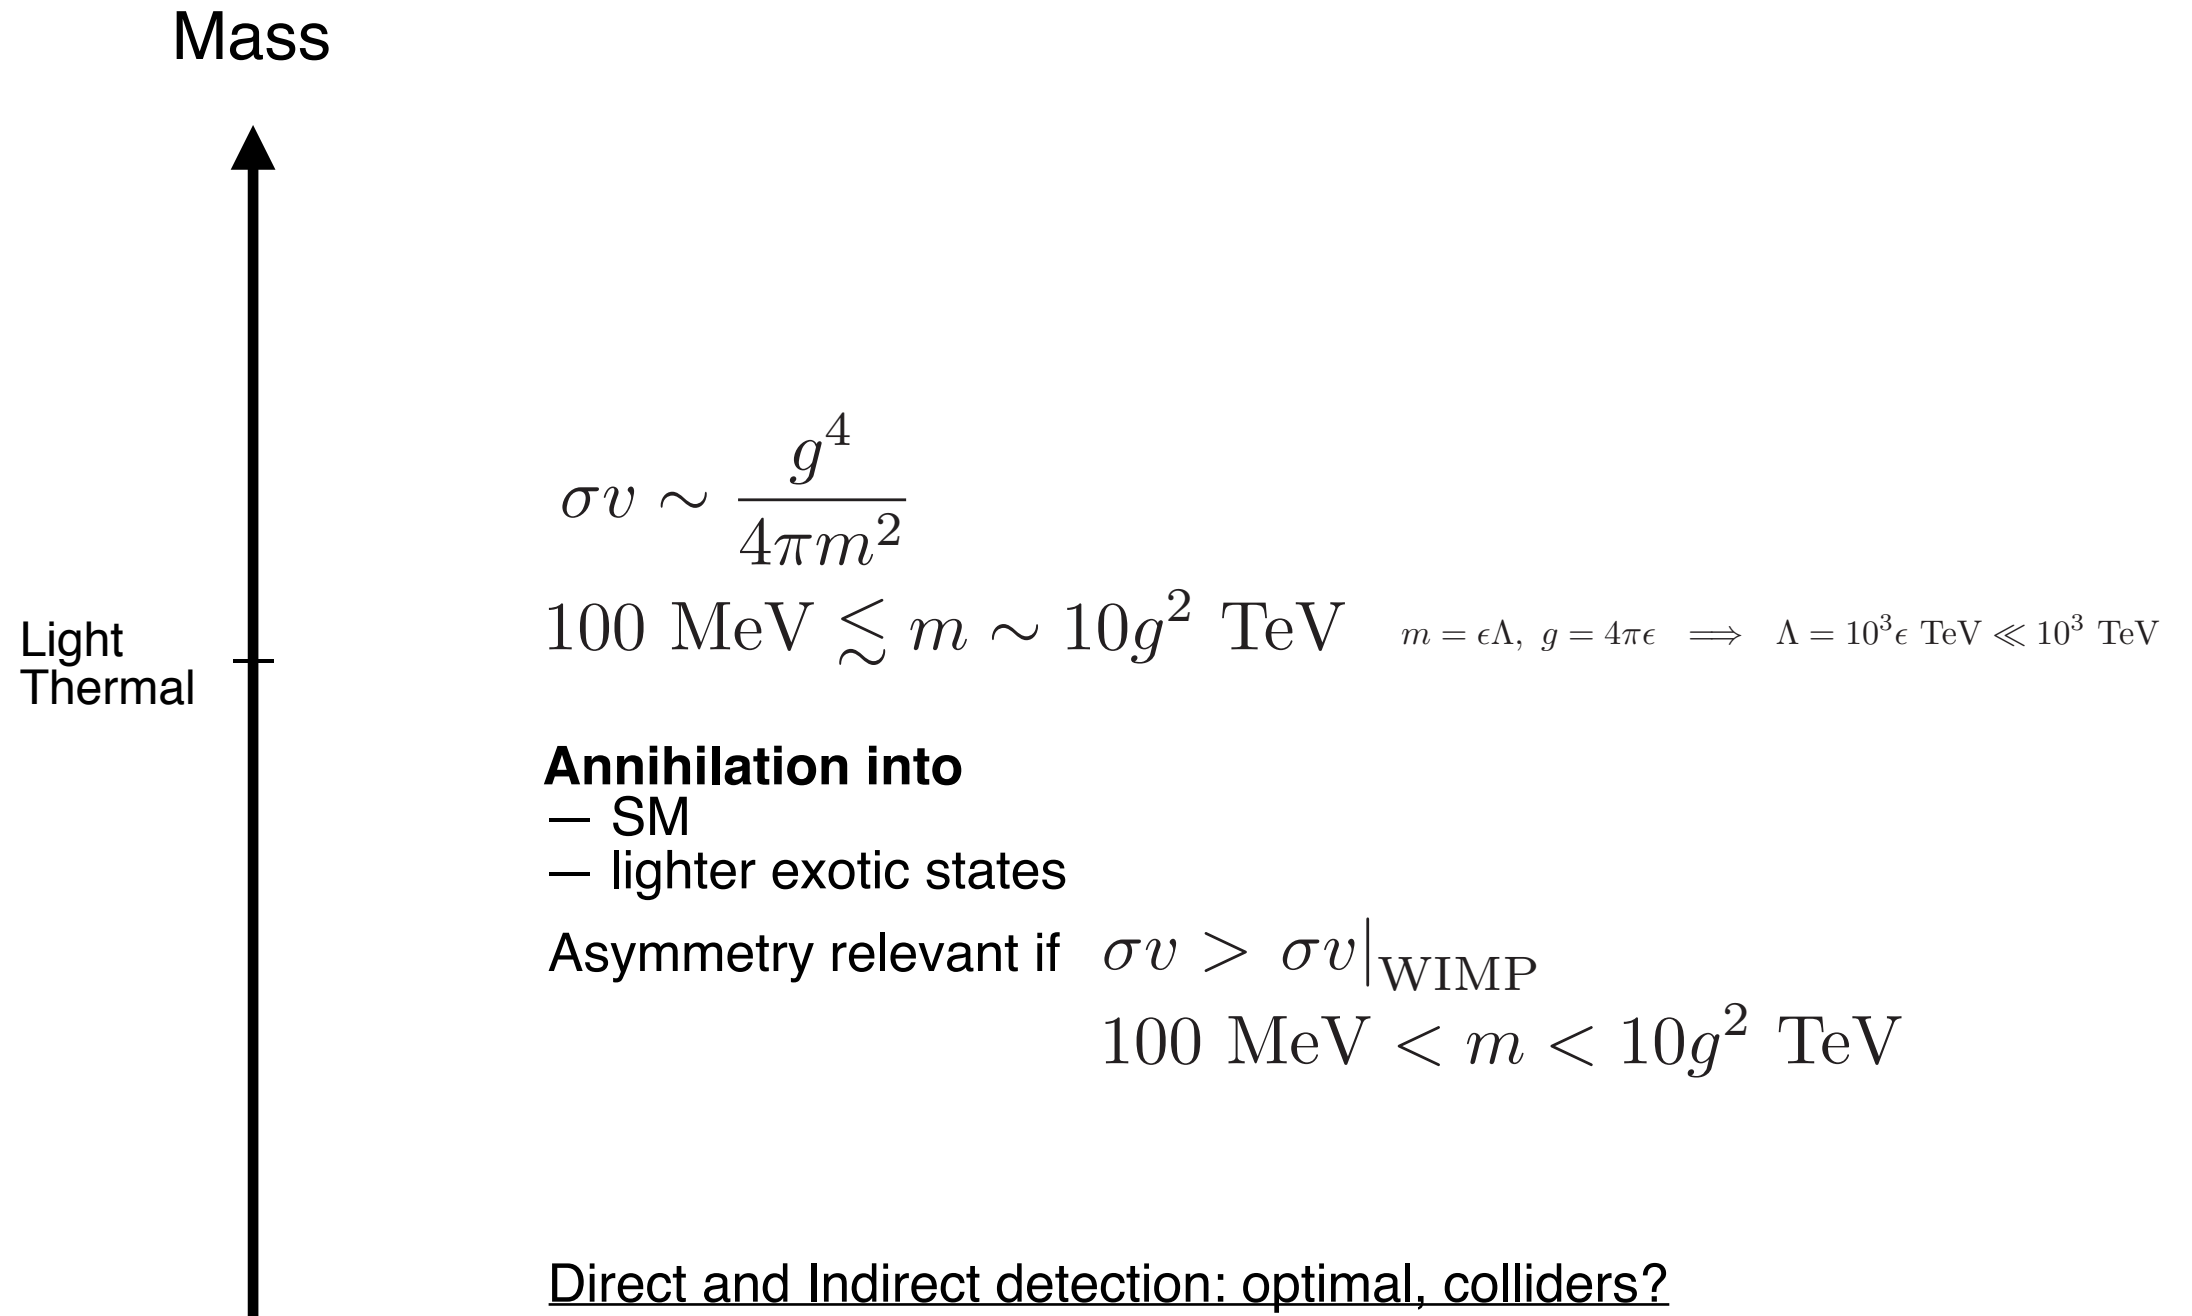 Mass
σv ∼ g⁴/4πm²
100 MeV ≲ m ∼ 10g² TeV
m = ϵΛ, g = 4πϵ ⟹ Λ = 10³ϵ TeV ≪ 10³ TeV
Light
Thermal
Annihilation into
— SM
— lighter exotic states
Asymmetry relevant if σv > σv|WIMP
100 MeV < m < 10g² TeV
Direct and Indirect detection: optimal, colliders?